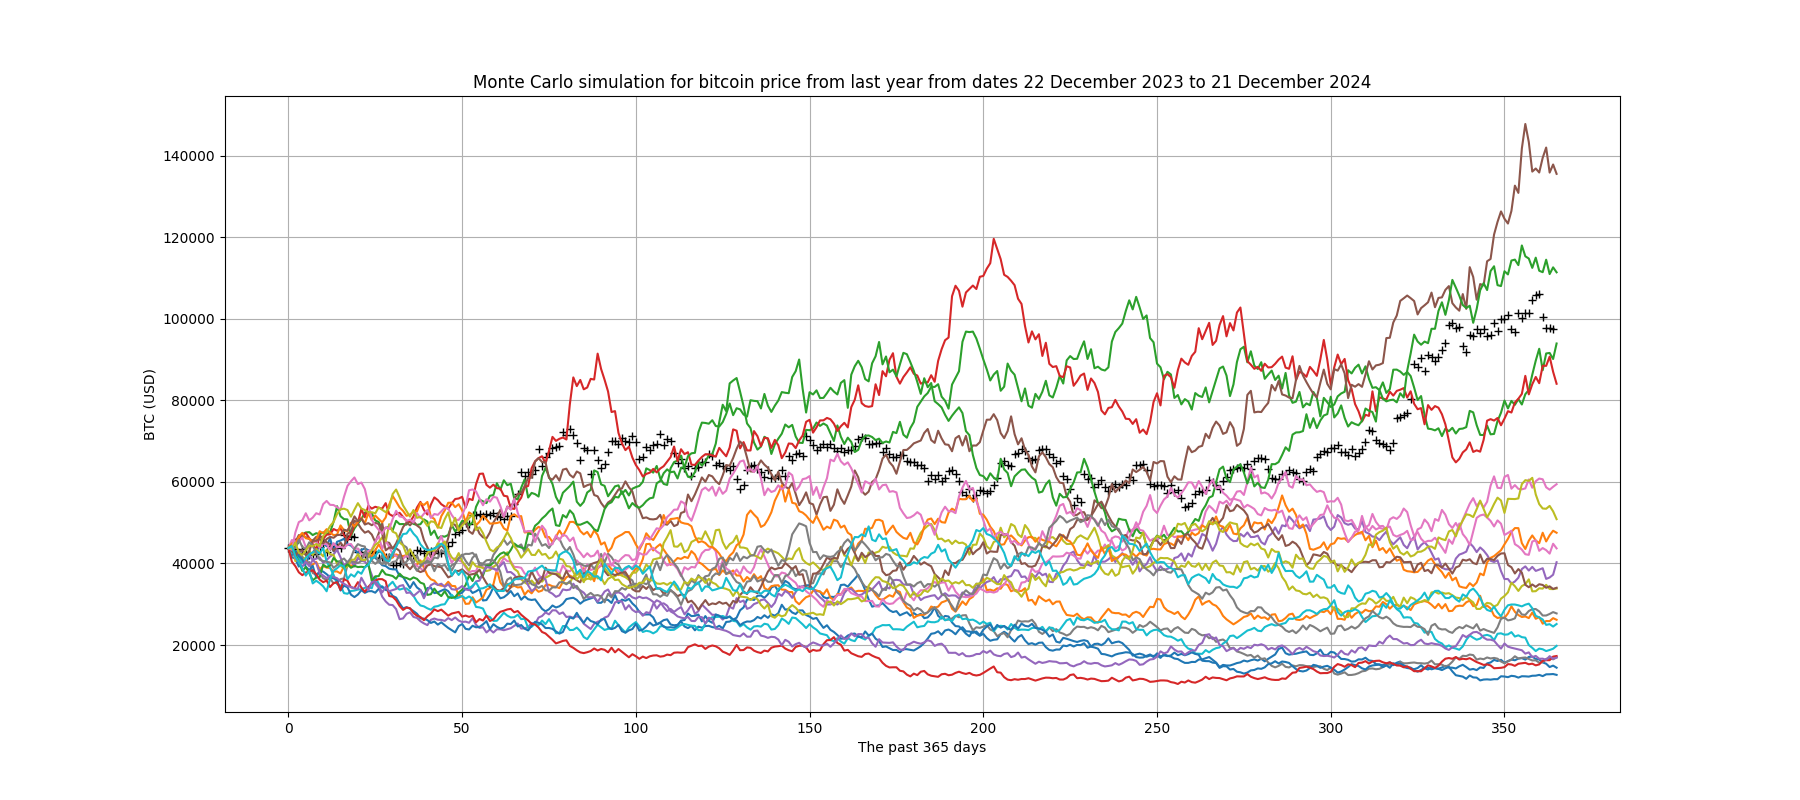 Monte Carlo simulation for bitcoin price from last year from dates 22 December 2023 to 21 December 2024
140000
120000
100000
80000
60000
40000
20000
BTC (USD)
0 50 100 150 200 250 300 350
The past 365 days